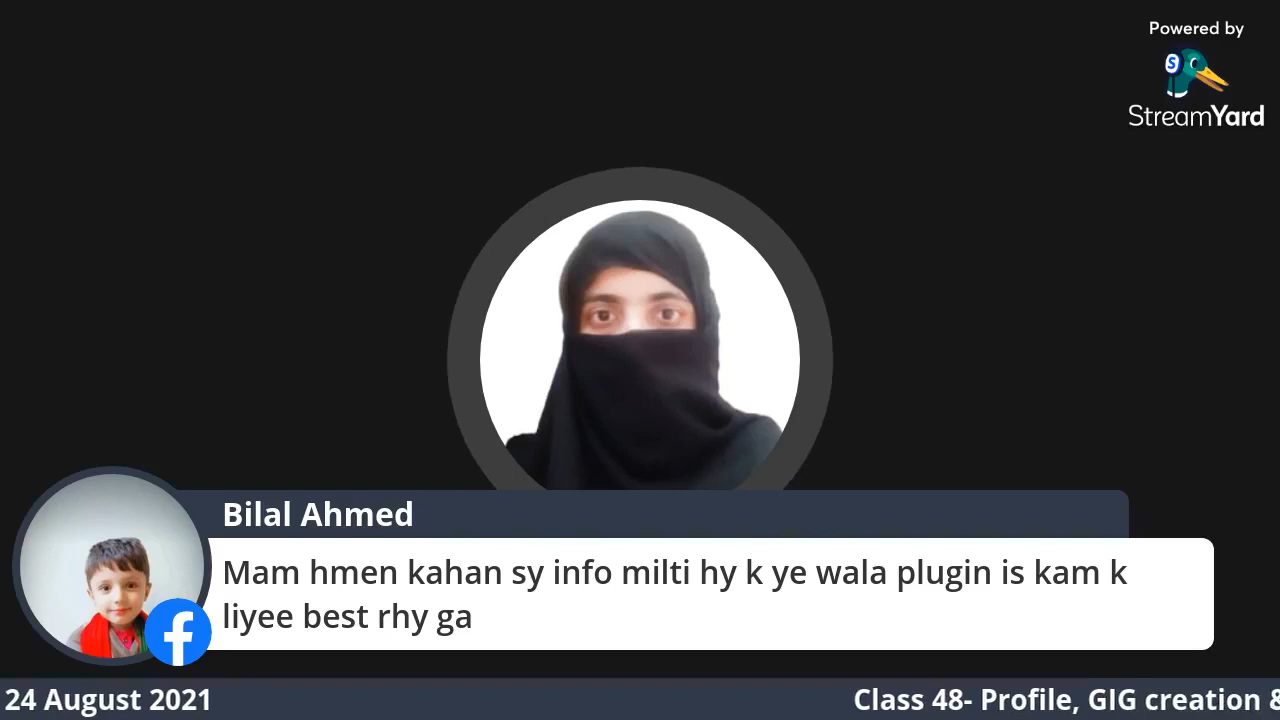 Powered by
S
StreamYard
Bilal Ahmed
Mam hmen kahan sy info milti hy k ye wala plugin is kam k
liyee best rhy ga
24 August 2021
Class 48- Profile, GIG creation &